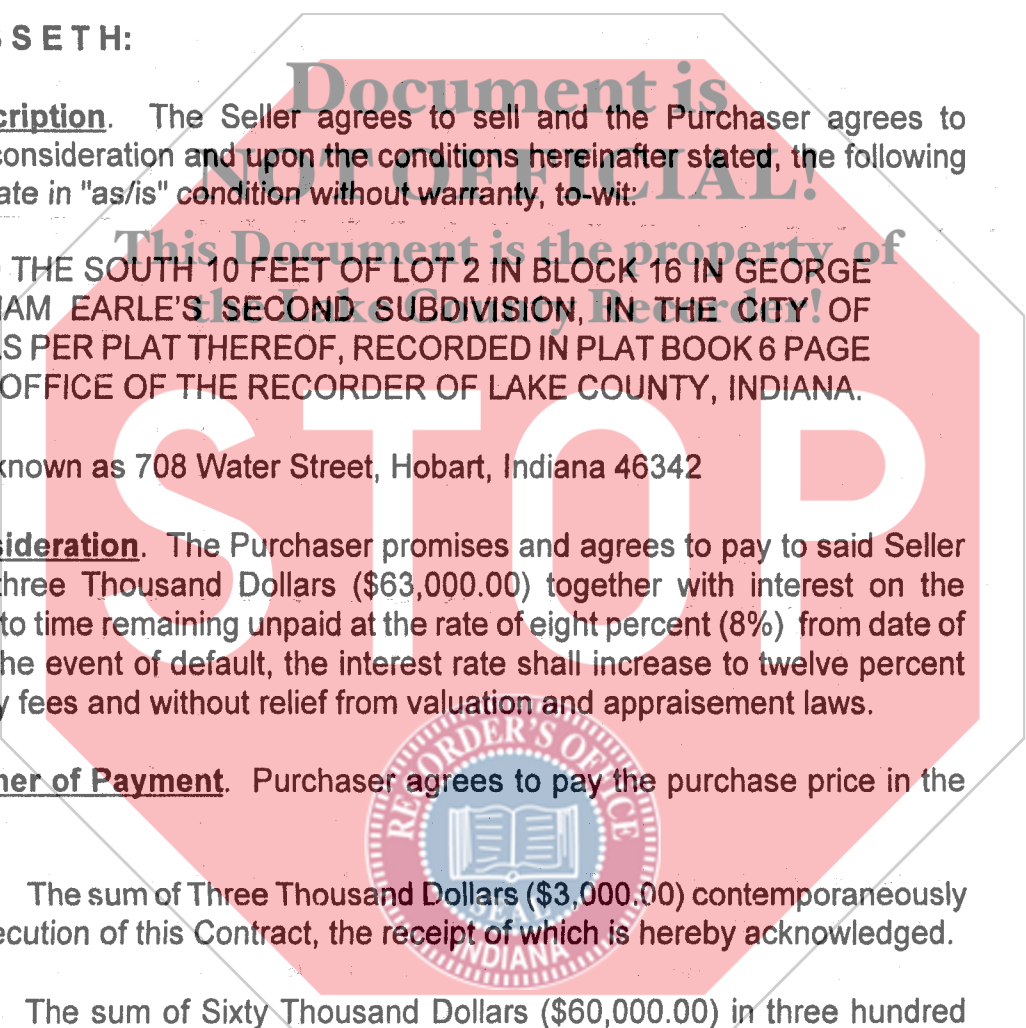 S S E T H:
Document is
cription. The Seller agrees to sell and the Purchaser agrees to
consideration and upon the conditions hereinafter stated, the following
NOT OFFICIAL!
ate in "as/is" condition without warranty, to-wit:
This Document is the property of
THE SOUTH 10 FEET OF LOT 2 IN BLOCK 16 IN GEORGE
the Lake County Recorder!
IAM EARLE'S SECOND SUBDIVISION, IN THE CITY OF
S PER PLAT THEREOF, RECORDED IN PLAT BOOK 6 PAGE
OFFICE OF THE RECORDER OF LAKE COUNTY, INDIANA.
STOP
known as 708 Water Street, Hobart, Indiana 46342
sideration. The Purchaser promises and agrees to pay to said Seller
three Thousand Dollars ($63,000.00) together with interest on the
to time remaining unpaid at the rate of eight percent (8%) from date of
he event of default, the interest rate shall increase to twelve percent
y fees and without relief from valuation and appraisement laws.
RECORDER'S OFFICE
ner of Payment. Purchaser agrees to pay the purchase price in the
The sum of Three Thousand Dollars ($3,000.00) contemporaneously
SEAL
ecution of this Contract, the receipt of which is hereby acknowledged.
INDIANA
The sum of Sixty Thousand Dollars ($60,000.00) in three hundred